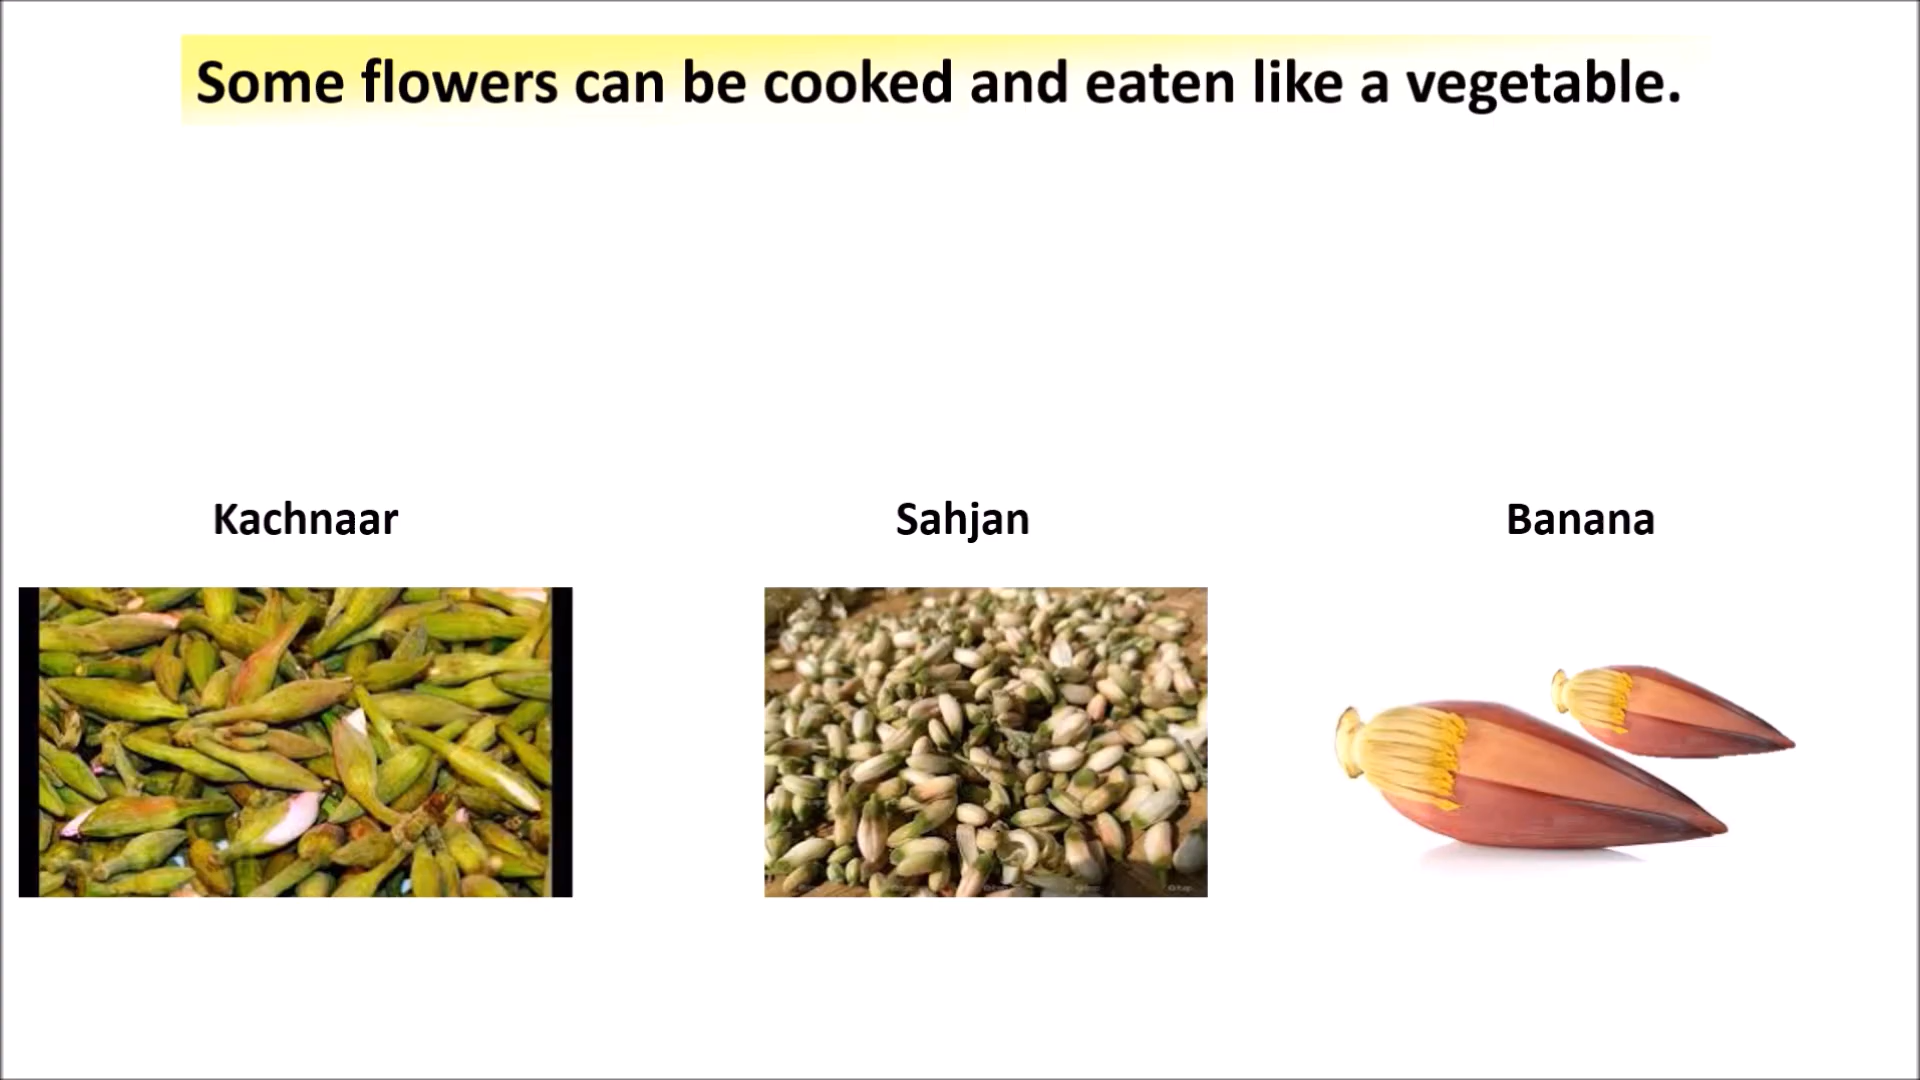 Some flowers can be cooked and eaten like a vegetable.
Kachnaar
Sahjan
Banana